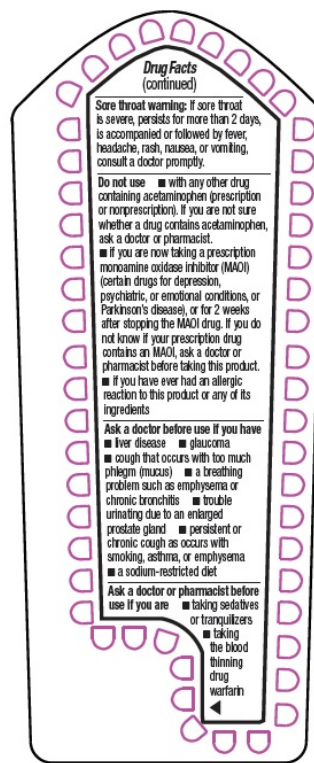 Drug Facts
(continued)
Sore throat warning: If sore throat
is severe, persists for more than 2 days,
is accompanied or followed by fever,
headache, rash, nausea, or vomiting,
consult a doctor promptly.
Do not use ■ with any other drug
containing acetaminophen (prescription
or nonprescription). If you are not sure
whether a drug contains acetaminophen,
ask a doctor or pharmacist.
■ if you are now taking a prescription
monoamine oxidase inhibitor (MAOI)
(certain drugs for depression,
psychiatric, or emotional conditions, or
Parkinson's disease), or for 2 weeks
after stopping the MAOI drug. If you do
not know if your prescription drug
contains an MAOI, ask a doctor or
pharmacist before taking this product.
■ if you have ever had an allergic
reaction to this product or any of its
ingredients
Ask a doctor before use if you have
■ liver disease ■ glaucoma
■ cough that occurs with too much
phlegm (mucus) ■ a breathing
problem such as emphysema or
chronic bronchitis ■ trouble
urinating due to an enlarged
prostate gland ■ persistent or
chronic cough as occurs with
smoking, asthma, or emphysema
■ a sodium-restricted diet
Ask a doctor or pharmacist before
use if you are ■ taking sedatives
or tranquilizers
■ taking
the blood
thinning
drug
warfarin